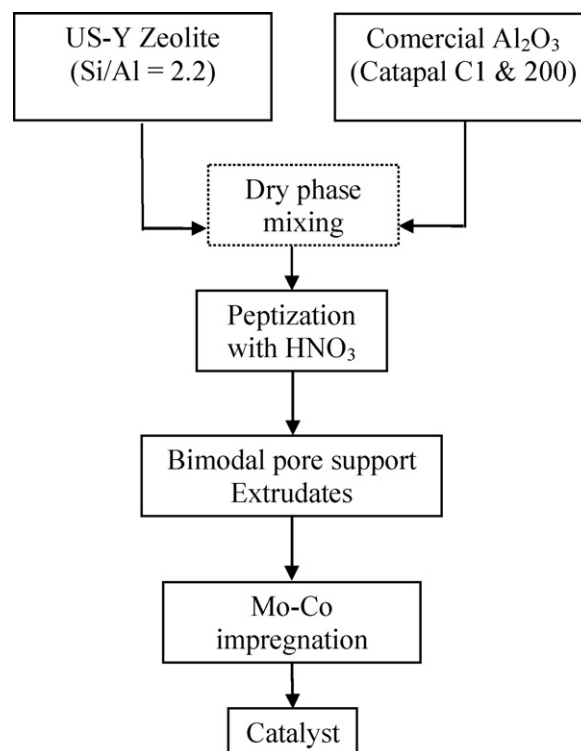 US-Y Zeolite
(Si/Al = 2.2)
Comercial Al₂O₃
(Catapal C1 & 200)
Dry phase
mixing
Peptization
with HNO₃
Bimodal pore support
Extrudates
Mo-Co
impregnation
Catalyst